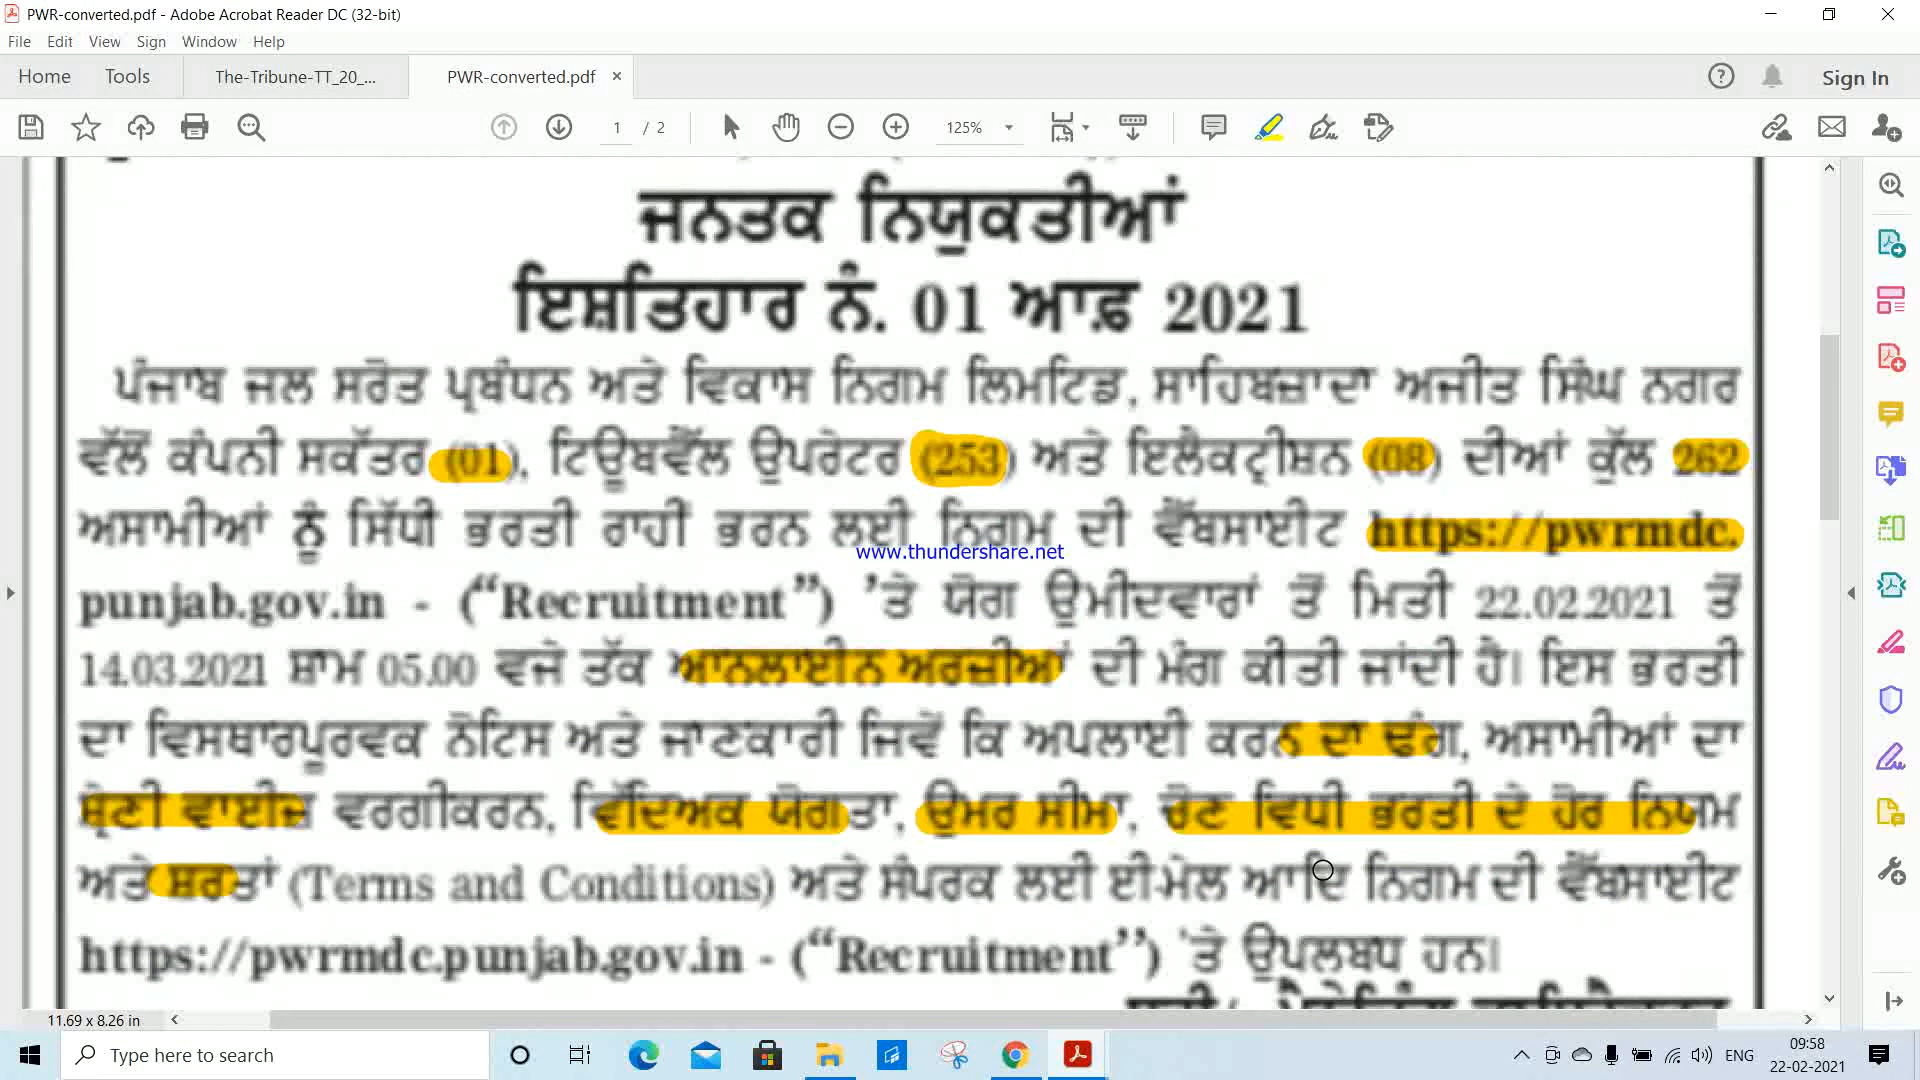 PWR-converted.pdf - Adobe Acrobat Reader DC (32-bit)
File Edit View Sign Window Help
Home Tools The-Tribune-TT_20_... PWR-converted.pdf × Sign In
1 / 2 125%
ਜਨਤਕ ਨਿਯੁਕਤੀਆਂ
ਇਸ਼ਤਿਹਾਰ ਨੰ. 01 ਆਫ਼ 2021
ਪੰਜਾਬ ਜਲ ਸਰੋਤ ਪ੍ਰਬੰਧਨ ਅਤੇ ਵਿਕਾਸ ਨਿਗਮ ਲਿਮਟਿਡ, ਸਾਹਿਬਜ਼ਾਦਾ ਅਜੀਤ ਸਿੰਘ ਨਗਰ
ਵੱਲੋਂ ਕੰਪਨੀ ਸਕੱਤਰ (01), ਟਿਊਬਵੈੱਲ ਉਪਰੇਟਰ (253) ਅਤੇ ਇਲੈਕਟ੍ਰੀਸ਼ਨ (08) ਦੀਆਂ ਕੁੱਲ 262
ਅਸਾਮੀਆਂ ਨੂੰ ਸਿੱਧੀ ਭਰਤੀ ਰਾਹੀਂ ਭਰਨ ਲਈ ਨਿਗਮ ਦੀ ਵੈੱਬਸਾਈਟ https://pwrmdc.
www.thundershare.net
punjab.gov.in - (“Recruitment”) ’ਤੇ ਯੋਗ ਉਮੀਦਵਾਰਾਂ ਤੋਂ ਮਿਤੀ 22.02.2021 ਤੋਂ
14.03.2021 ਸ਼ਾਮ 05.00 ਵਜੇ ਤੱਕ ਆਨਲਾਈਨ ਅਰਜ਼ੀਆਂ ਦੀ ਮੰਗ ਕੀਤੀ ਜਾਂਦੀ ਹੈ। ਇਸ ਭਰਤੀ
ਦਾ ਵਿਸਥਾਰਪੂਰਵਕ ਨੋਟਿਸ ਅਤੇ ਜਾਣਕਾਰੀ ਜਿਵੇਂ ਕਿ ਅਪਲਾਈ ਕਰਨ ਦਾ ਢੰਗ, ਅਸਾਮੀਆਂ ਦਾ
ਸ਼੍ਰੇਣੀ ਵਾਈਜ਼ ਵਰਗੀਕਰਨ, ਵਿੱਦਿਅਕ ਯੋਗਤਾ, ਉਮਰ ਸੀਮਾ, ਚੋਣ ਵਿਧੀ ਭਰਤੀ ਦੇ ਹੋਰ ਨਿਯਮ
ਅਤੇ ਸ਼ਰਤਾਂ (Terms and Conditions) ਅਤੇ ਸੰਪਰਕ ਲਈ ਈ-ਮੇਲ ਆਦਿ ਨਿਗਮ ਦੀ ਵੈੱਬਸਾਈਟ
https://pwrmdc.punjab.gov.in - (“Recruitment”) ’ਤੇ ਉਪਲਬਧ ਹਨ।
11.69 x 8.26 in
Type here to search
ENG
09:58
22-02-2021